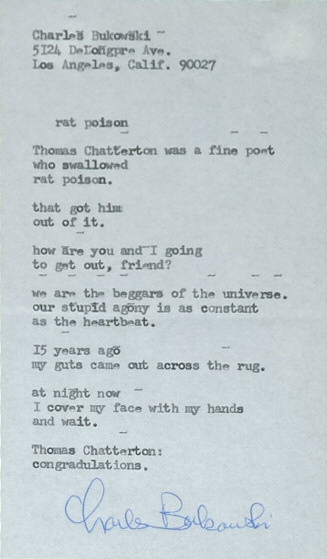 Charles Bukowski
5124 DeLongpre Ave.
Los Angeles, Calif. 90027
rat poison
Thomas Chatterton was a fine poet
who swallowed
rat poison.
that got him
out of it.
how are you and I going
to get out, friend?
we are the beggars of the universe.
our stupid agony is as constant
as the heartbeat.
15 years ago
my guts came out across the rug.
at night now
I cover my face with my hands
and wait.
Thomas Chatterton:
congradulations.
Charles Bukowski